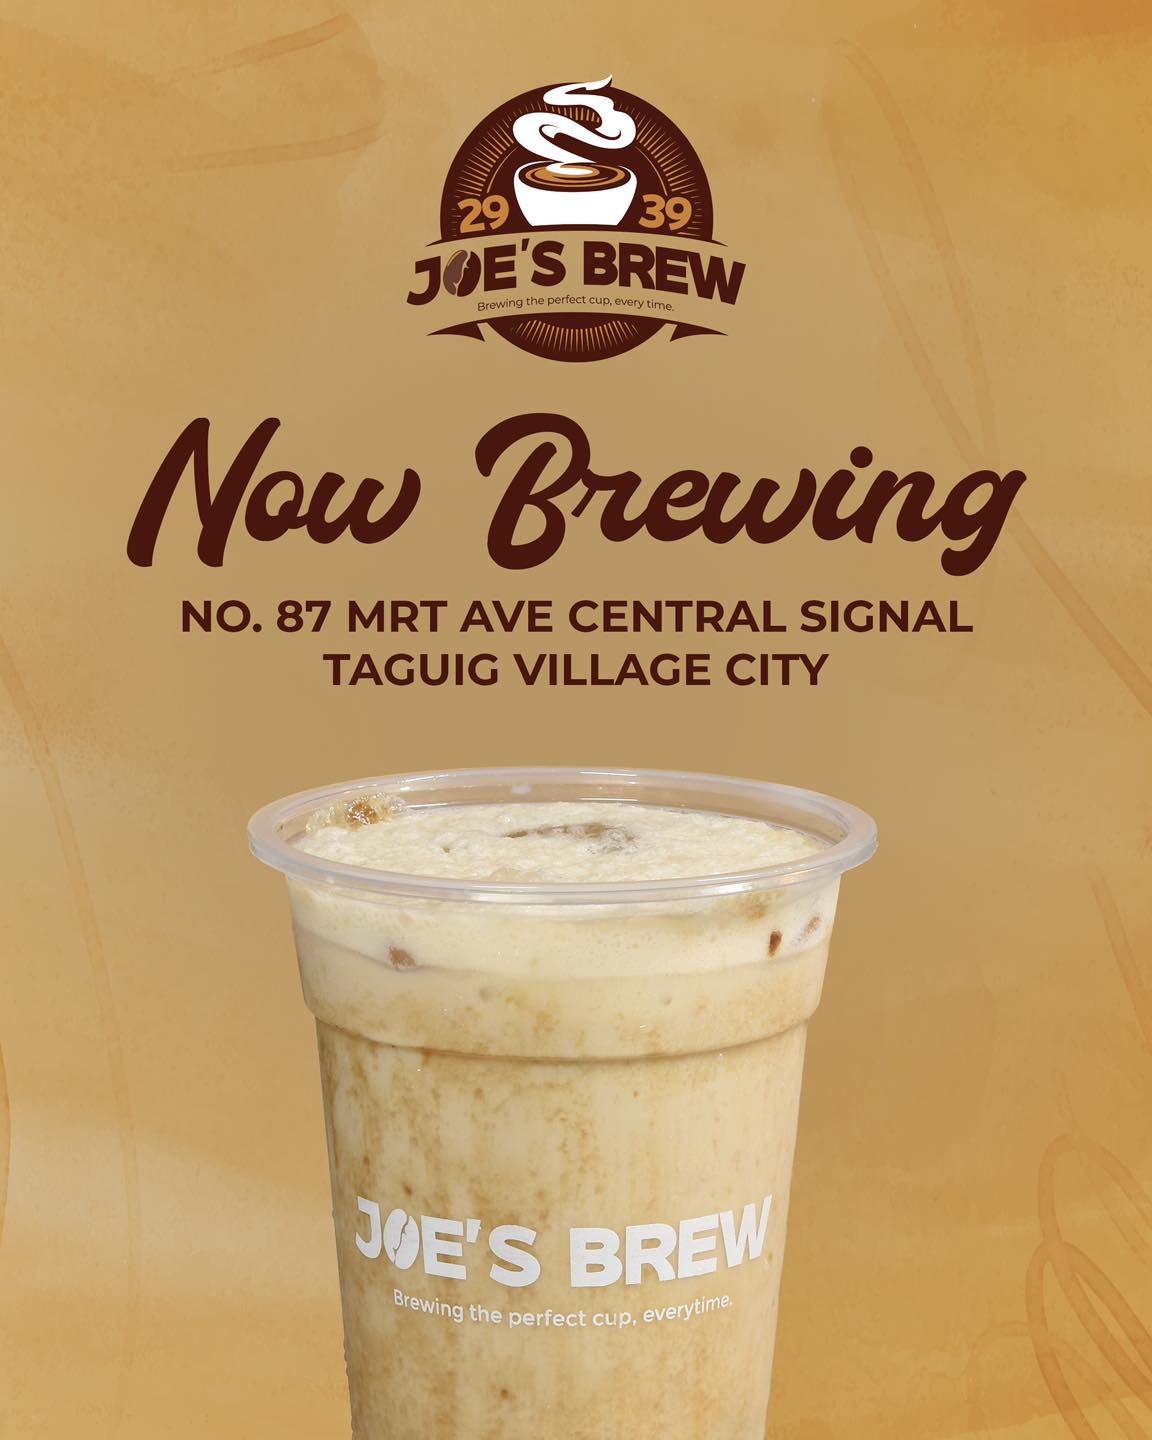 29 39
JOE'S BREW
Brewing the perfect cup, every time.
Now Brewing
NO. 87 MRT AVE CENTRAL SIGNAL
TAGUIG VILLAGE CITY
JOE'S BREW
Brewing the perfect cup, everytime.